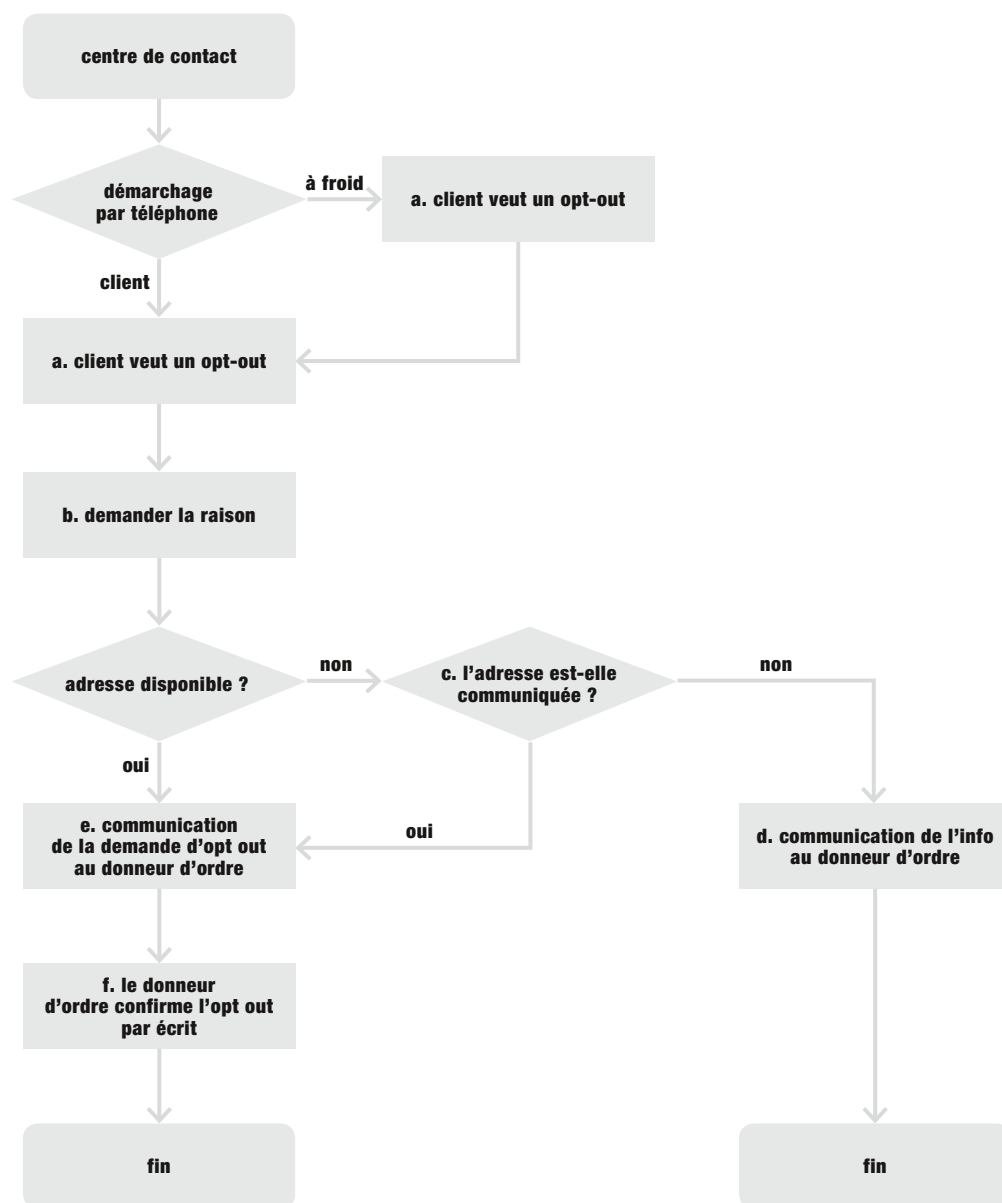 centre de contact
démarchage
par téléphone
à froid
a. client veut un opt-out
client
a. client veut un opt-out
b. demander la raison
adresse disponible ?
non
c. l’adresse est-elle
communiquée ?
non
oui
e. communication
de la demande d’opt out
au donneur d’ordre
oui
d. communication de l’info
au donneur d’ordre
f. le donneur
d’ordre confirme l’opt out
par écrit
fin
fin